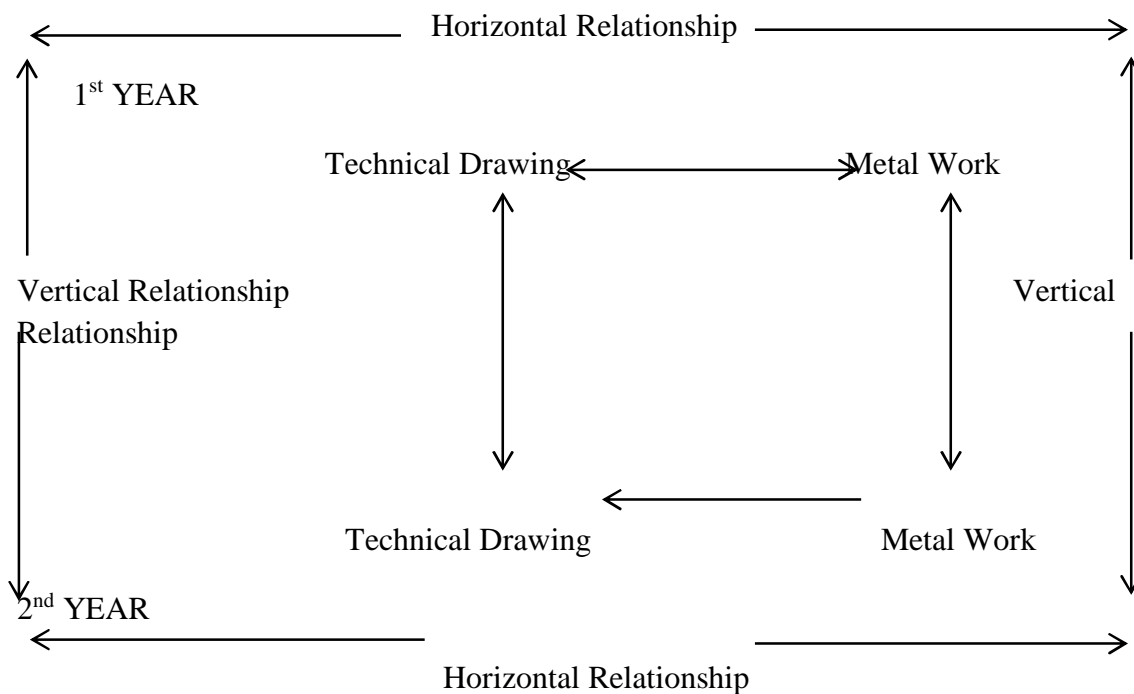 Horizontal Relationship
1st YEAR
Technical Drawing Metal Work
Vertical Relationship Vertical
Relationship
Technical Drawing Metal Work
2nd YEAR
Horizontal Relationship